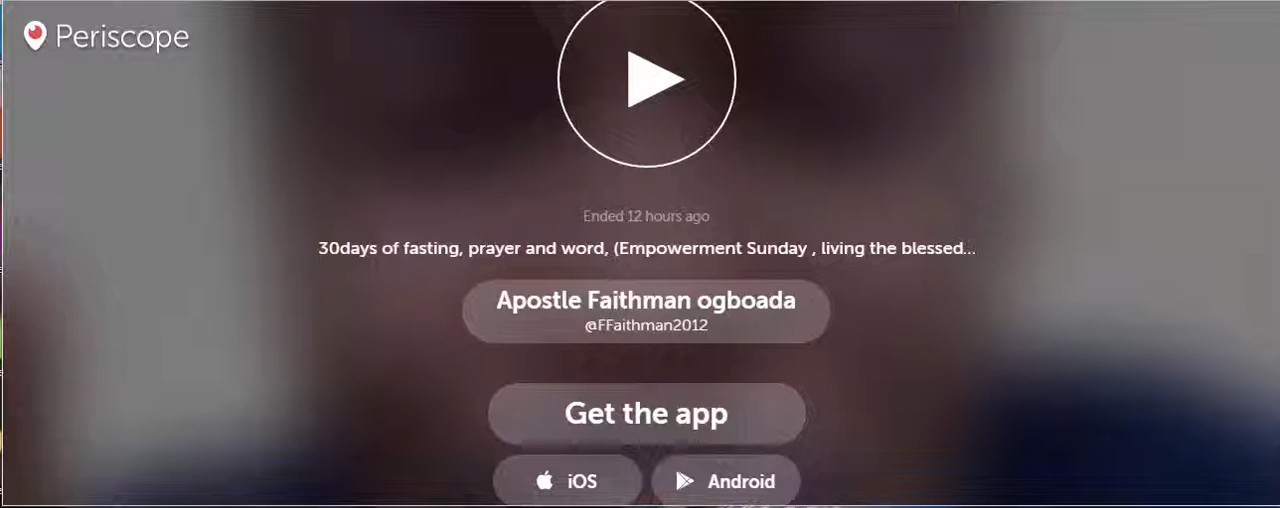 Periscope
Ended 12 hours ago
30days of fasting, prayer and word, (Empowerment Sunday , living the blessed...
Apostle Faithman ogboada
@FFaithman2012
Get the app
iOS
Android